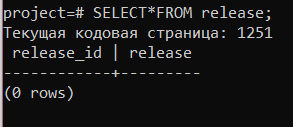 project=# SELECT*FROM release;
Текущая кодовая страница: 1251
 release_id | release
------------+---------
(0 rows)